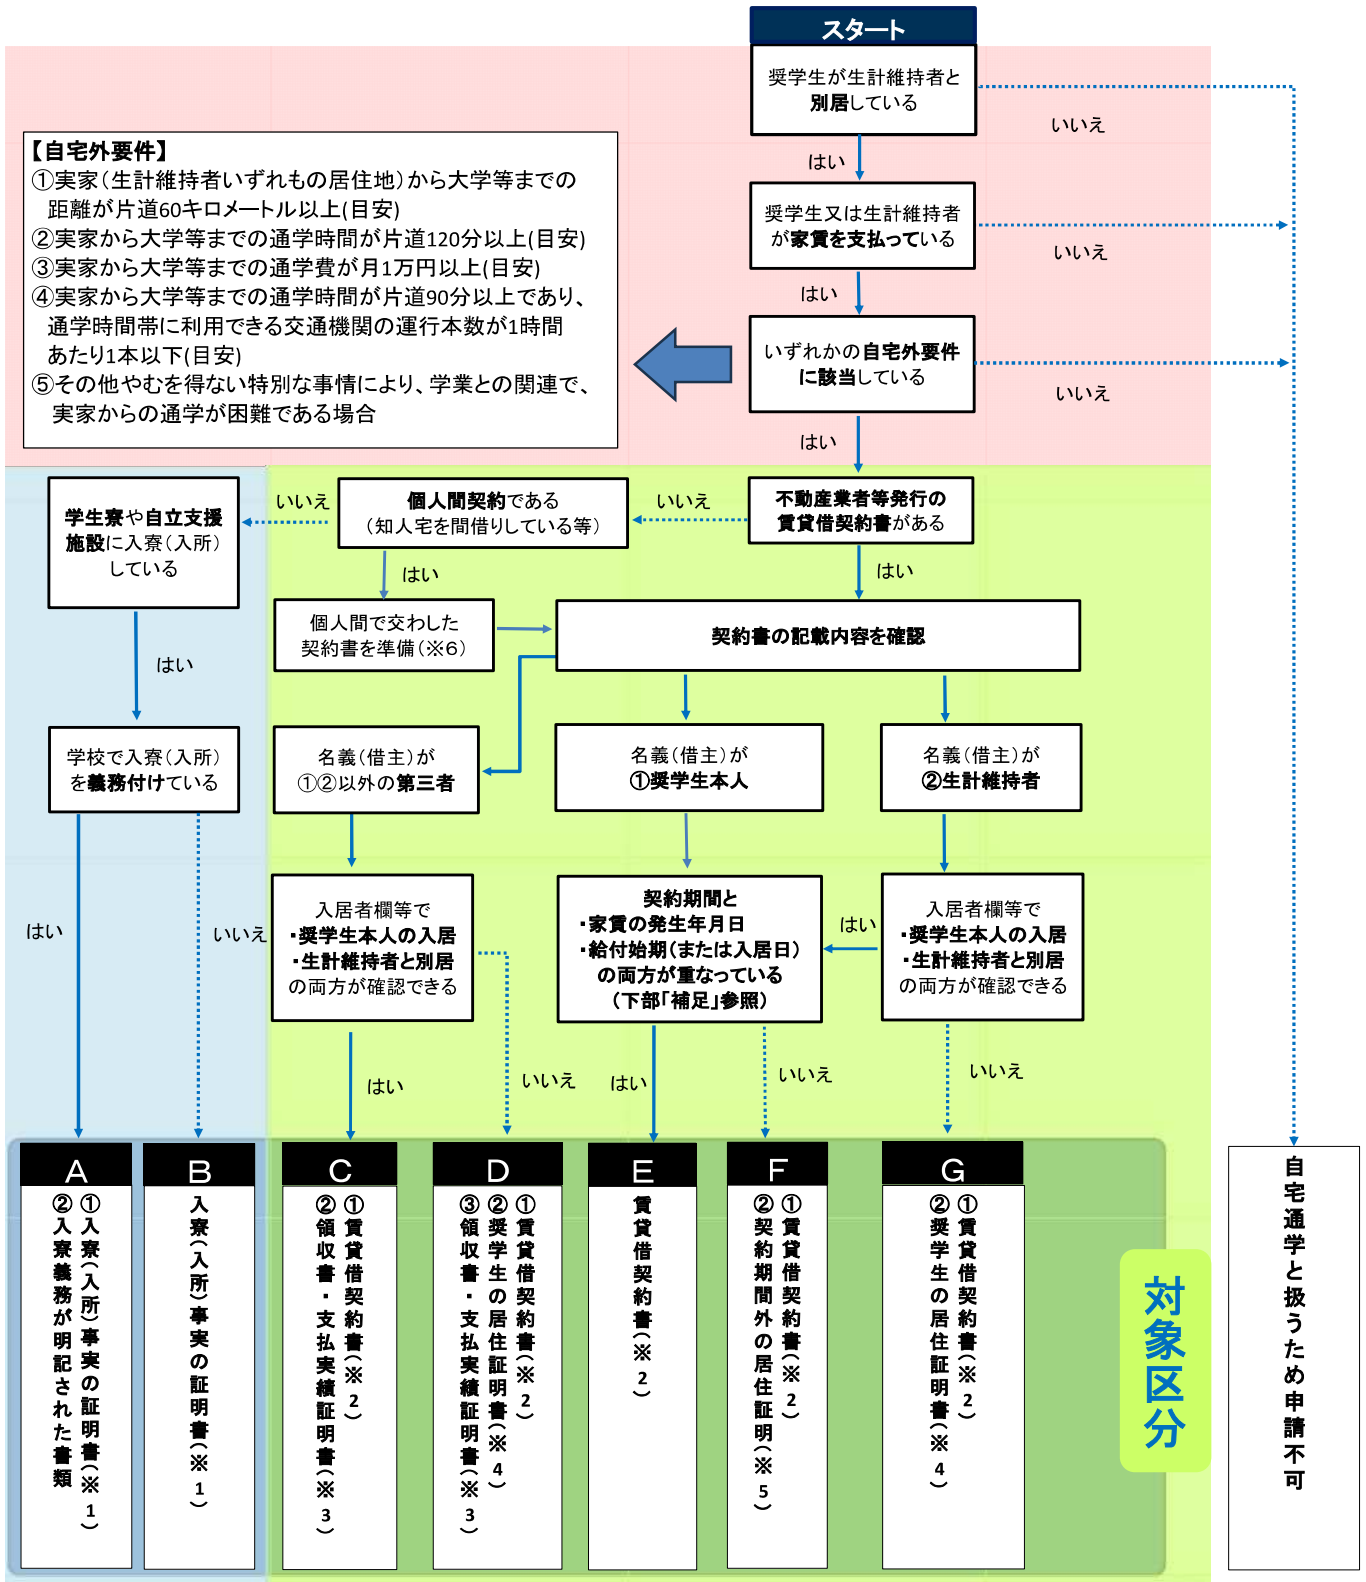 スタート
奨学生が生計維持者と
別居している
いいえ
はい
【自宅外要件】
①実家(生計維持者いずれもの居住地)から大学等までの
距離が片道60キロメートル以上(目安)
②実家から大学等までの通学時間が片道120分以上(目安)
③実家から大学等までの通学費が月1万円以上(目安)
④実家から大学等までの通学時間が片道90分以上であり、
通学時間帯に利用できる交通機関の運行本数が1時間
あたり1本以下(目安)
⑤その他やむを得ない特別な事情により、学業との関連で、
実家からの通学が困難である場合
奨学生又は生計維持者
が家賃を支払っている
いいえ
はい
いずれかの自宅外要件
に該当している
いいえ
はい
学生寮や自立支援
施設に入寮(入所)
している
いいえ
個人間契約である
(知人宅を間借りしている等)
いいえ
不動産業者等発行の
賃貸借契約書がある
はい
はい
はい
個人間で交わした
契約書を準備(※6)
契約書の記載内容を確認
学校で入寮(入所)
を義務付けている
名義(借主)が
①②以外の第三者
名義(借主)が
①奨学生本人
名義(借主)が
②生計維持者
はい
いいえ
入居者欄等で
・奨学生本人の入居
・生計維持者と別居
の両方が確認できる
契約期間と
・家賃の発生年月日
・給付始期(または入居日)
の両方が重なっている
(下部「補足」参照)
はい
入居者欄等で
・奨学生本人の入居
・生計維持者と別居
の両方が確認できる
はい
いいえ
はい
いいえ
いいえ
A
①入寮(入所)事実の証明書(※1)
②入寮義務が明記された書類
B
入寮(入所)事実の証明書(※1)
C
①賃貸借契約書(※2)
②領収書・支払実績証明書(※3)
D
①賃貸借契約書(※2)
②奨学生の居住証明書(※4)
③領収書・支払実績証明書(※3)
E
賃貸借契約書(※2)
F
①賃貸借契約書(※2)
②契約期間外の居住証明(※5)
G
①賃貸借契約書(※2)
②奨学生の居住証明書(※4)
対象区分
自宅通学と扱うため申請不可